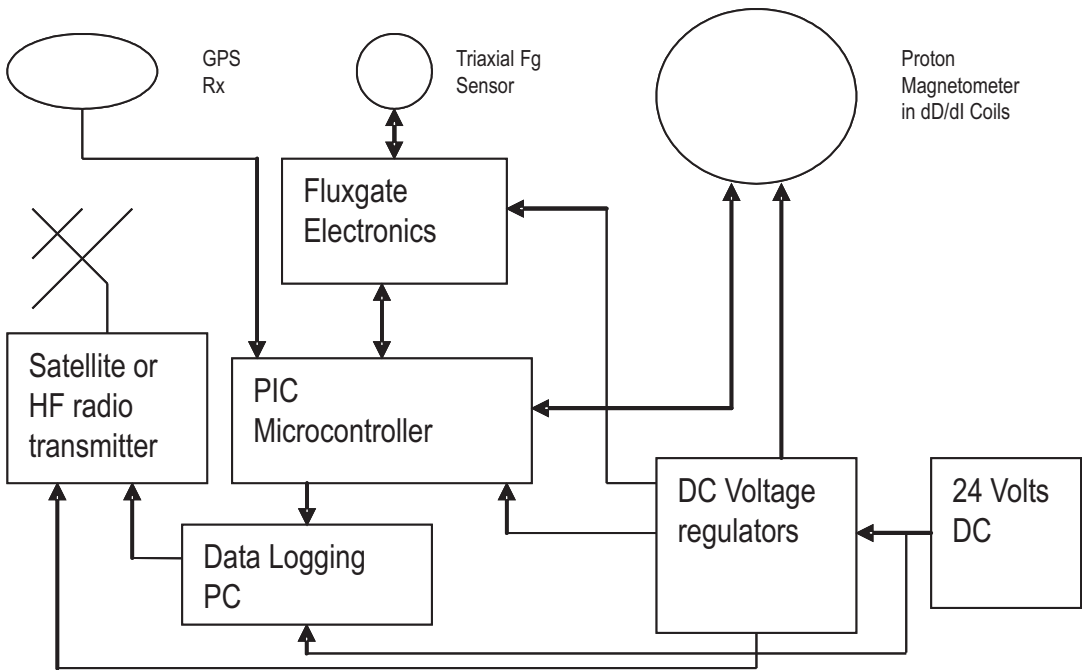 GPS
Rx
Triaxial Fg
Sensor
Proton
Magnetometer
in dD/dI Coils
Fluxgate
Electronics
Satellite or
HF radio
transmitter
PIC
Microcontroller
DC Voltage
regulators
24 Volts
DC
Data Logging
PC